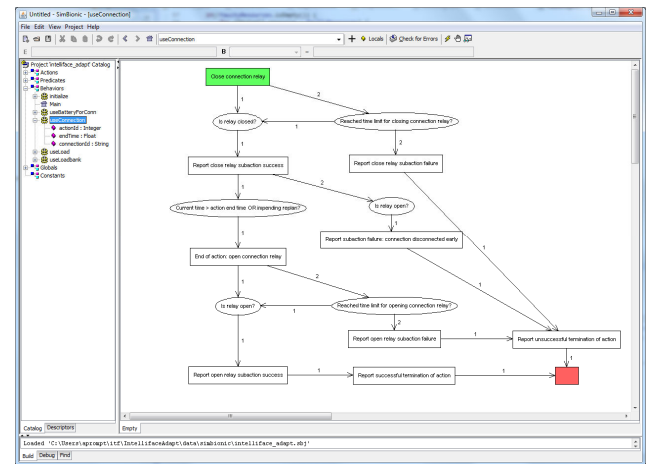 Untitled - SimBionic - [useConnection]
File Edit View Project Help
useConnection
Locals
Check for Errors
E
B
Project 'intelliface_adapt' Catalog
Actions
Predicates
Behaviors
initialize
Main
useBatteryForConn
useConnection
actionId : Integer
endTime : Float
connectionId : String
useLoad
useLoadbank
Globals
Constants
Close connection relay
1
2
Is relay closed?
1
Reached time limit for closing connection relay?
1
2
Report close relay subaction success
Report close relay subaction failure
1
2
Current time > action end time OR impending replan?
Is relay open?
1
1
1
Report subaction failure: connection disconnected early
End of action: open connection relay
1
2
1
Is relay open?
1
Reached time limit for opening connection relay?
1
2
Report open relay subaction failure
1
Report unsuccessful termination of action
1
Report open relay subaction success
1
Report successful termination of action
1
Catalog Descriptors
Empty
Loaded 'C:\Users\aprompt\itf\IntellifaceAdapt\data\simbionic\intelliface_adapt.sbj'
Build Debug Find